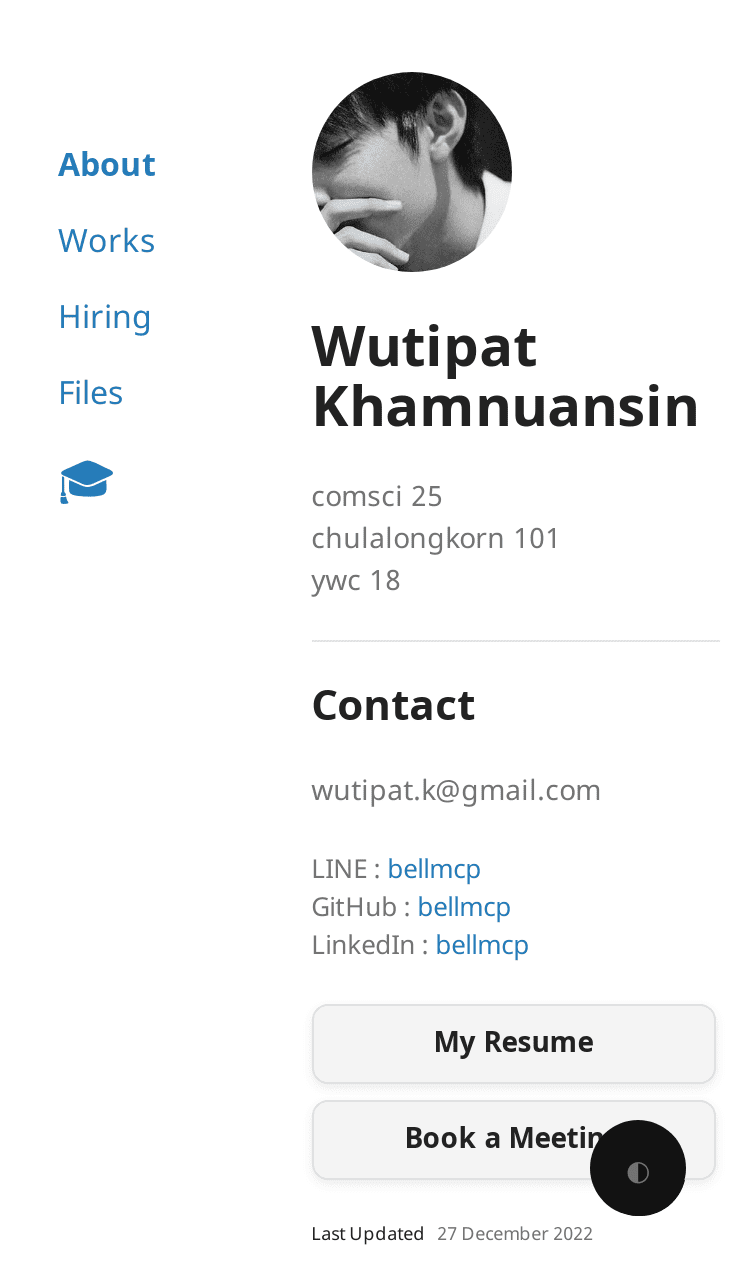 About
Works
Hiring
Files
Wutipat
Khamnuansin
comsci 25
chulalongkorn 101
ywc 18
Contact
wutipat.k@gmail.com
LINE : bellmcp
GitHub : bellmcp
LinkedIn : bellmcp
My Resume
Book a Meetin
Last Updated 27 December 2022